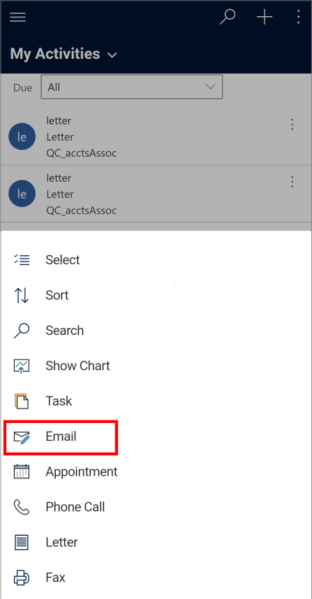 My Activities
Due All
letter
le
Letter
QC_acctsAssoc
letter
le
Letter
QC_acctsAssoc
Select
Sort
Search
Show Chart
Task
Email
Appointment
Phone Call
Letter
Fax